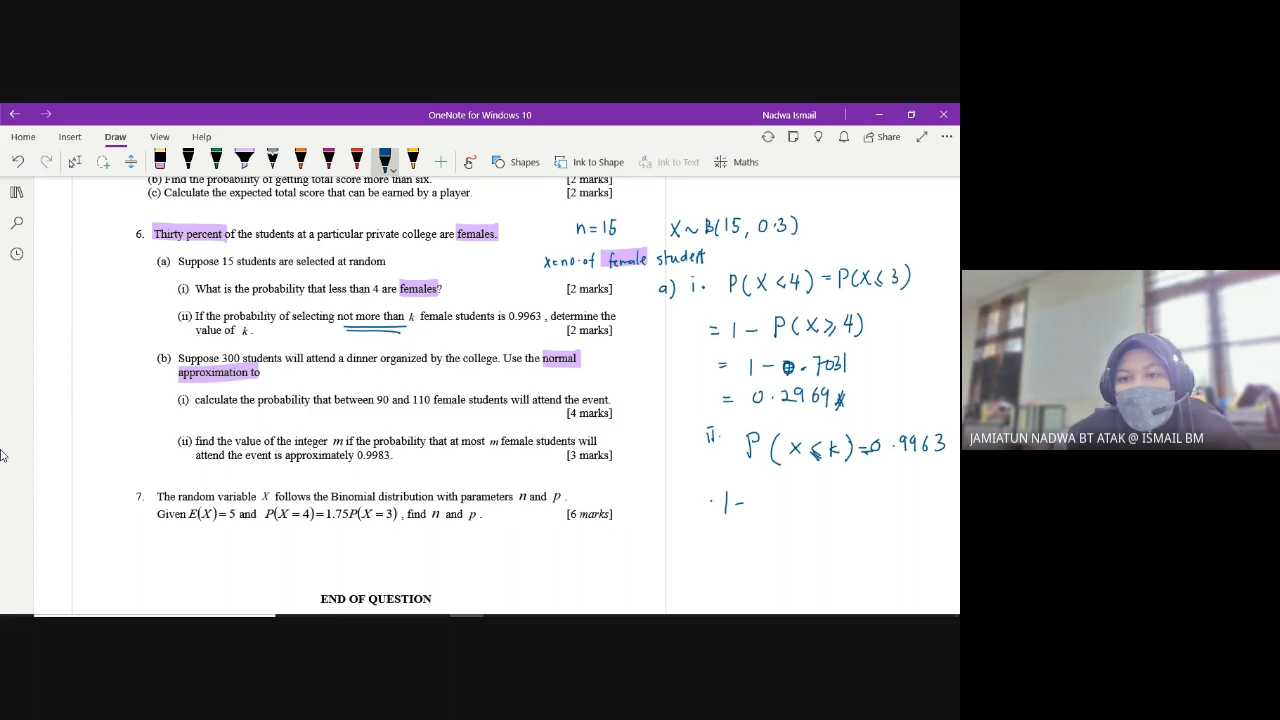 OneNote for Windows 10
Nadwa Ismail
Home Insert Draw View Help
Share
Shapes Ink to Shape Ink to Text Maths
(b) Find the probability of getting total score more than six. [2 marks]
(c) Calculate the expected total score that can be earned by a player. [2 marks]
6. Thirty percent of the students at a particular private college are females.
(a) Suppose 15 students are selected at random
(i) What is the probability that less than 4 are females? [2 marks]
(ii) If the probability of selecting not more than k female students is 0.9963 , determine the
value of k . [2 marks]
(b) Suppose 300 students will attend a dinner organized by the college. Use the normal
approximation to
(i) calculate the probability that between 90 and 110 female students will attend the event.
[4 marks]
(ii) find the value of the integer m if the probability that at most m female students will
attend the event is approximately 0.9983. [3 marks]
7. The random variable X follows the Binomial distribution with parameters n and p .
Given E(X) = 5 and P(X = 4) = 1.75P(X = 3) , find n and p . [6 marks]
END OF QUESTION
n = 15 X ~ B(15, 0.3)
x = no. of female student
a) i. P(X < 4) = P(X ≤ 3)
= 1 - P(X ≥ 4)
= 1 - 0.7031
= 0.2969
ii. P(X ≤ k) = 0.9963
1 -
JAMIATUN NADWA BT ATAK @ ISMAIL BM